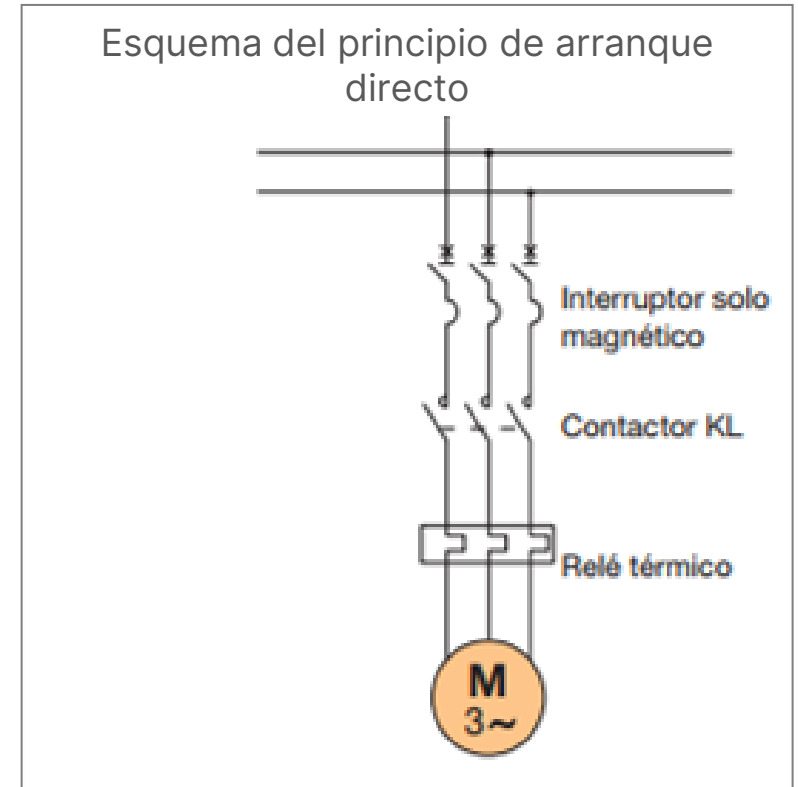 Esquema del principio de arranque
directo
Interruptor solo
magnético
Contactor KL
Relé térmico
M
3~